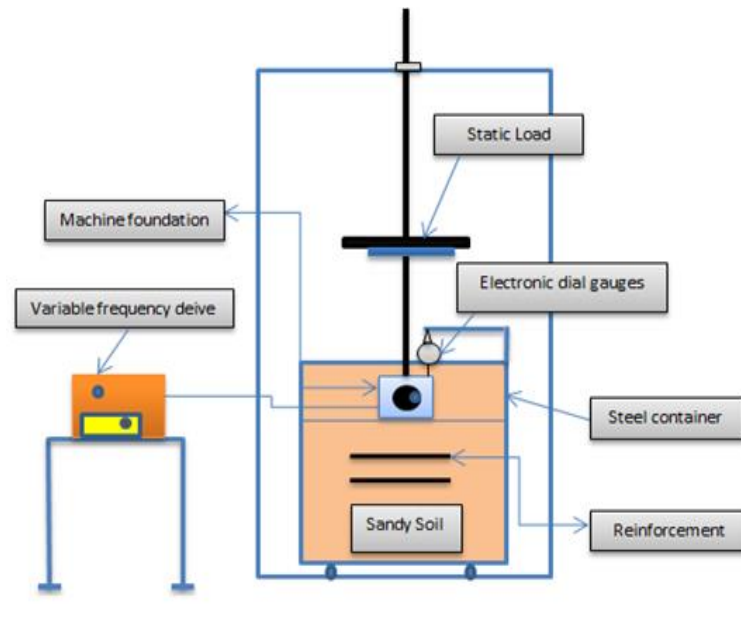 Static Load
Machine foundation
Electronic dial gauges
Variable frequency deive
Steel container
Sandy Soil
Reinforcement